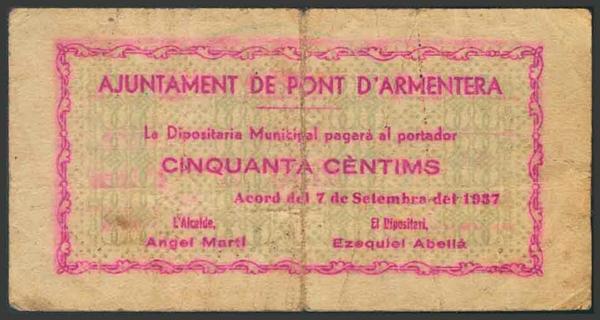 AJUNTAMENT DE PONT D'ARMENTERA
La Dipositaria Municipal pagarà al portador
CINQUANTA CÈNTIMS
Acord del 7 de Setembre del 1937
L'Alcalde, El Dipositari,
Angel Martí Ezequiel Abellà